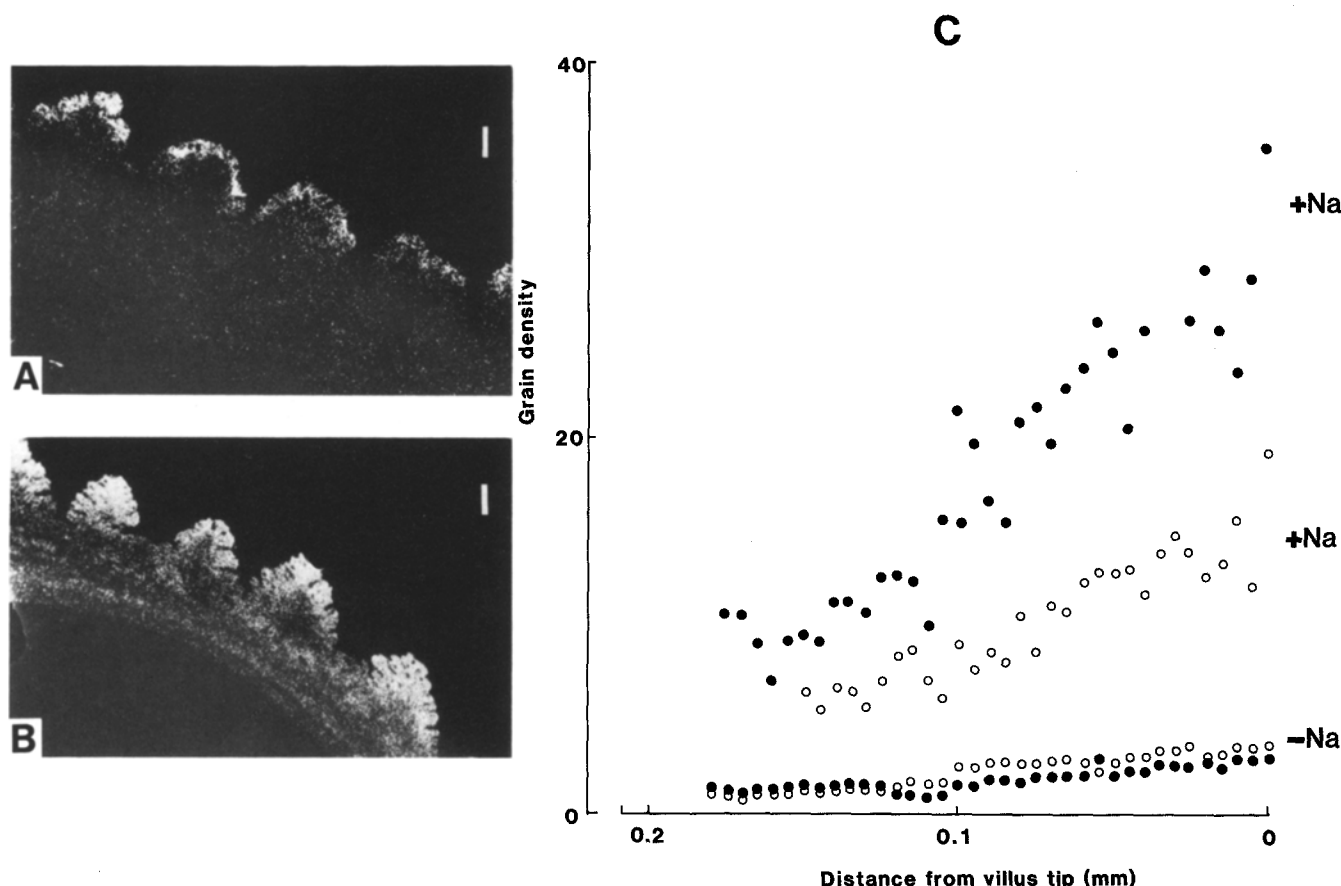 A
B
C
40
20
0
Grain density
0.2
0.1
0
Distance from villus tip (mm)
+Na
+Na
-Na